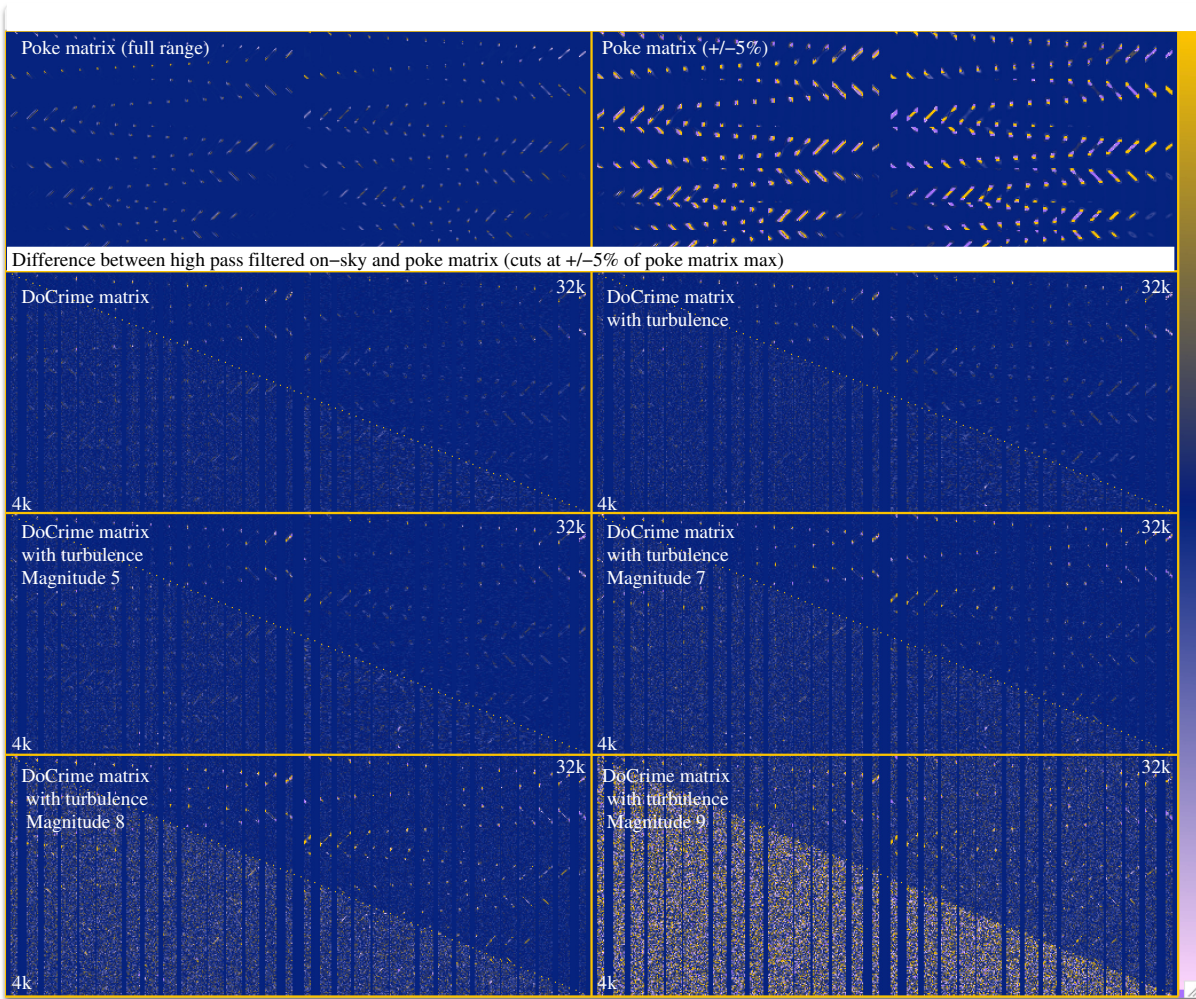 Poke matrix (full range)
Poke matrix (+/−5%)
Difference between high pass filtered on−sky and poke matrix (cuts at +/−5% of poke matrix max)
DoCrime matrix
32k
4k
DoCrime matrix
with turbulence
32k
4k
DoCrime matrix
with turbulence
Magnitude 5
32k
4k
DoCrime matrix
with turbulence
Magnitude 7
32k
4k
DoCrime matrix
with turbulence
Magnitude 8
32k
4k
DoCrime matrix
with turbulence
Magnitude 9
32k
4k